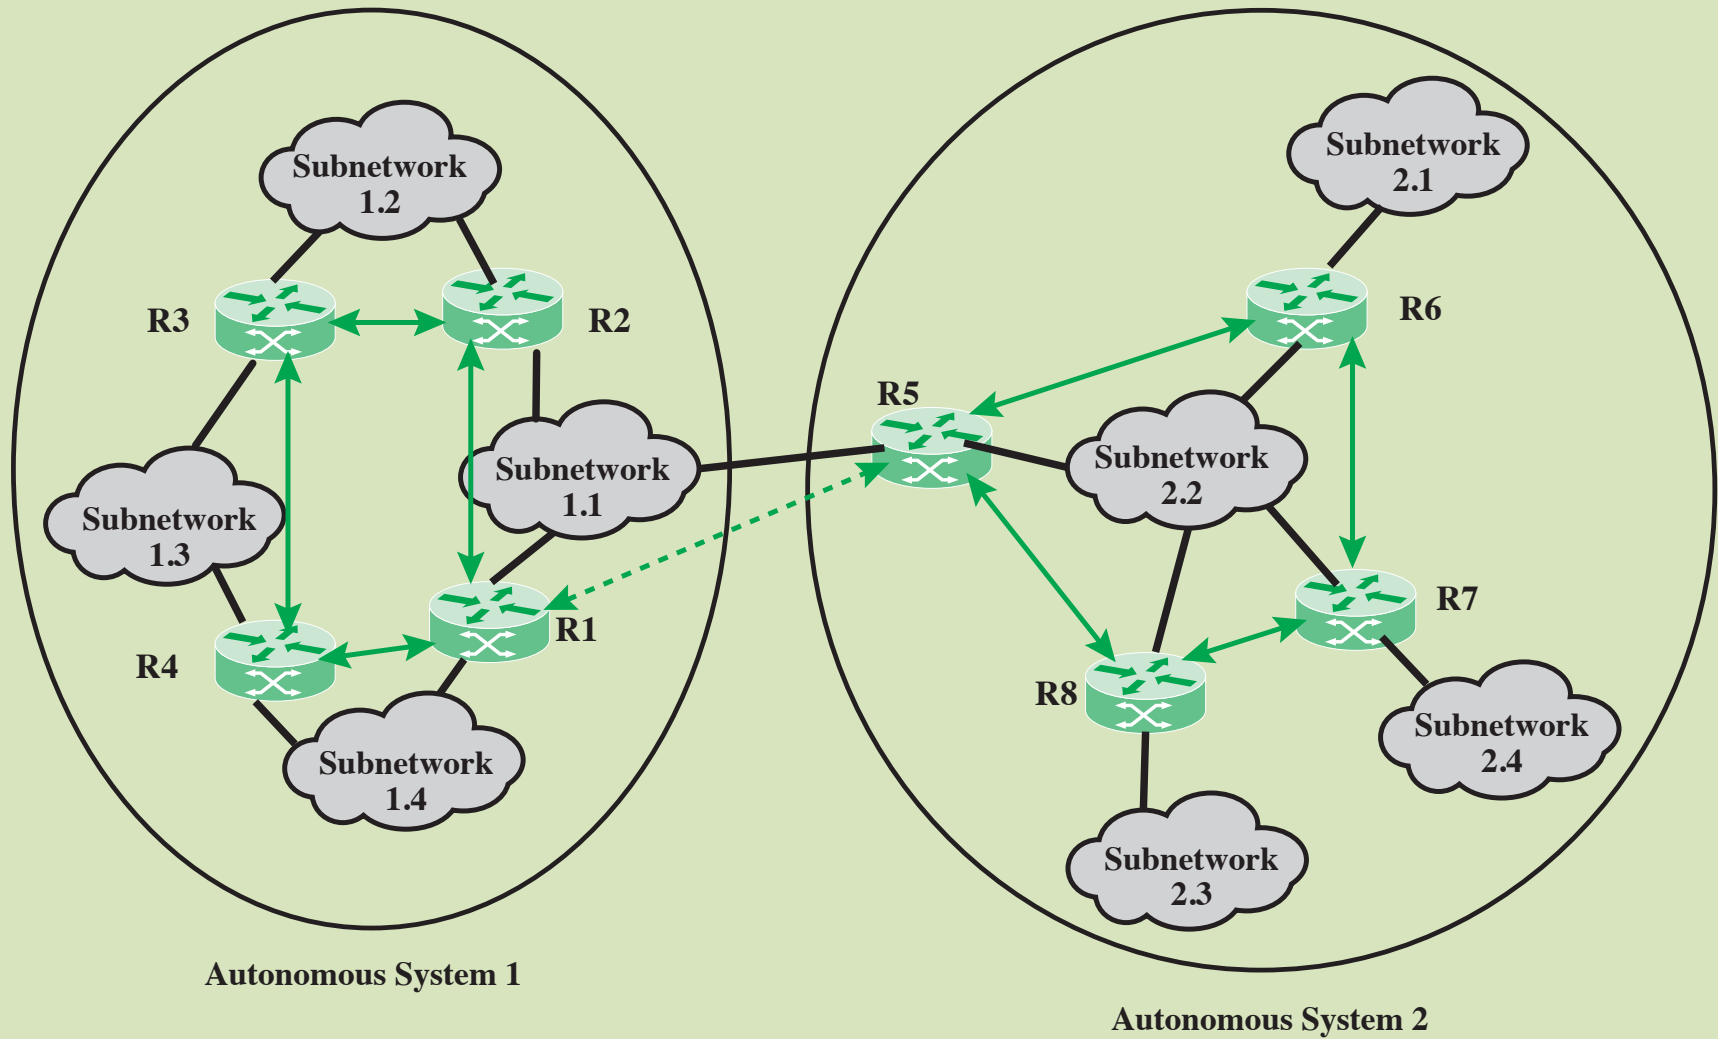 Subnetwork
1.2
R3
R2
Subnetwork
1.1
Subnetwork
1.3
R4
R1
Subnetwork
1.4
Autonomous System 1
Subnetwork
2.1
R6
R5
Subnetwork
2.2
R7
R8
Subnetwork
2.4
Subnetwork
2.3
Autonomous System 2